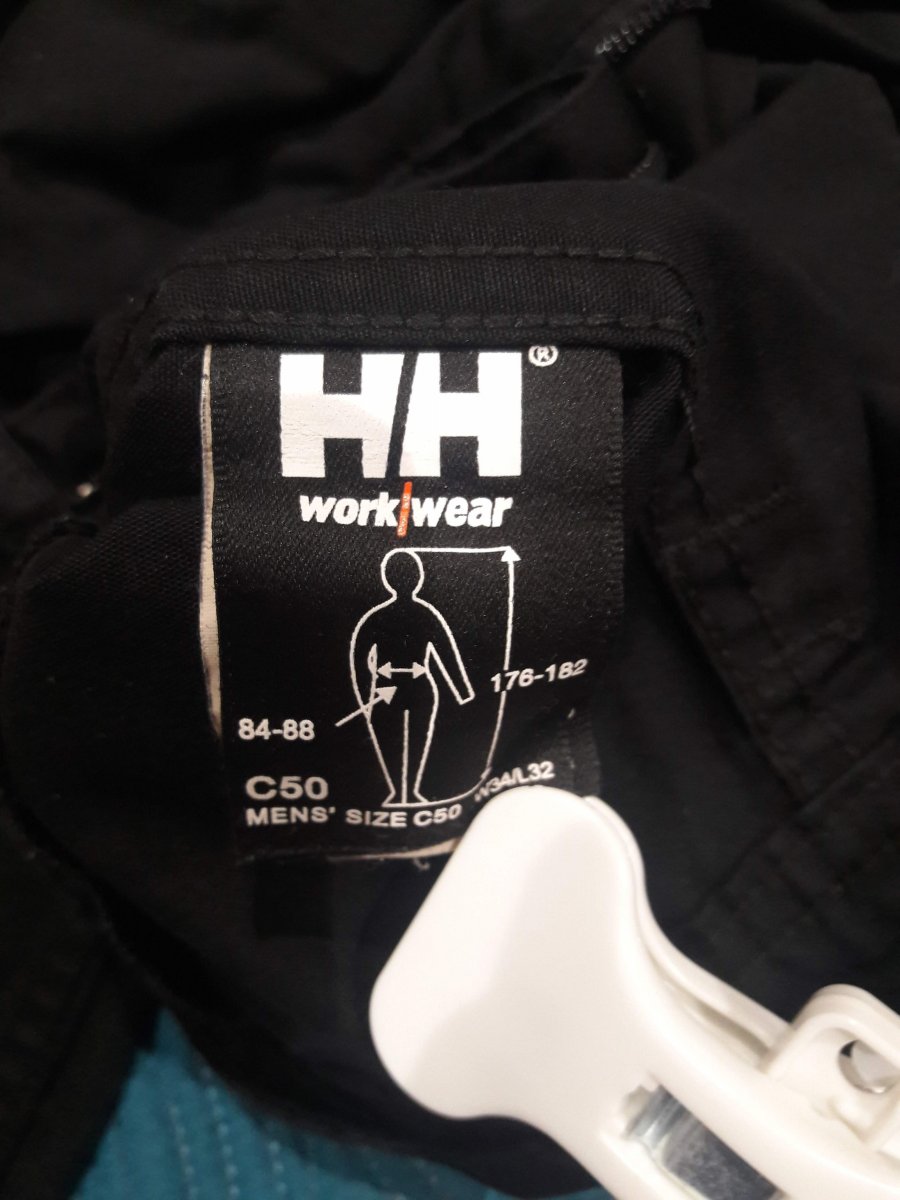 HH®
work wear
176-182
84-88
C50
W34/L32
MENS' SIZE C50